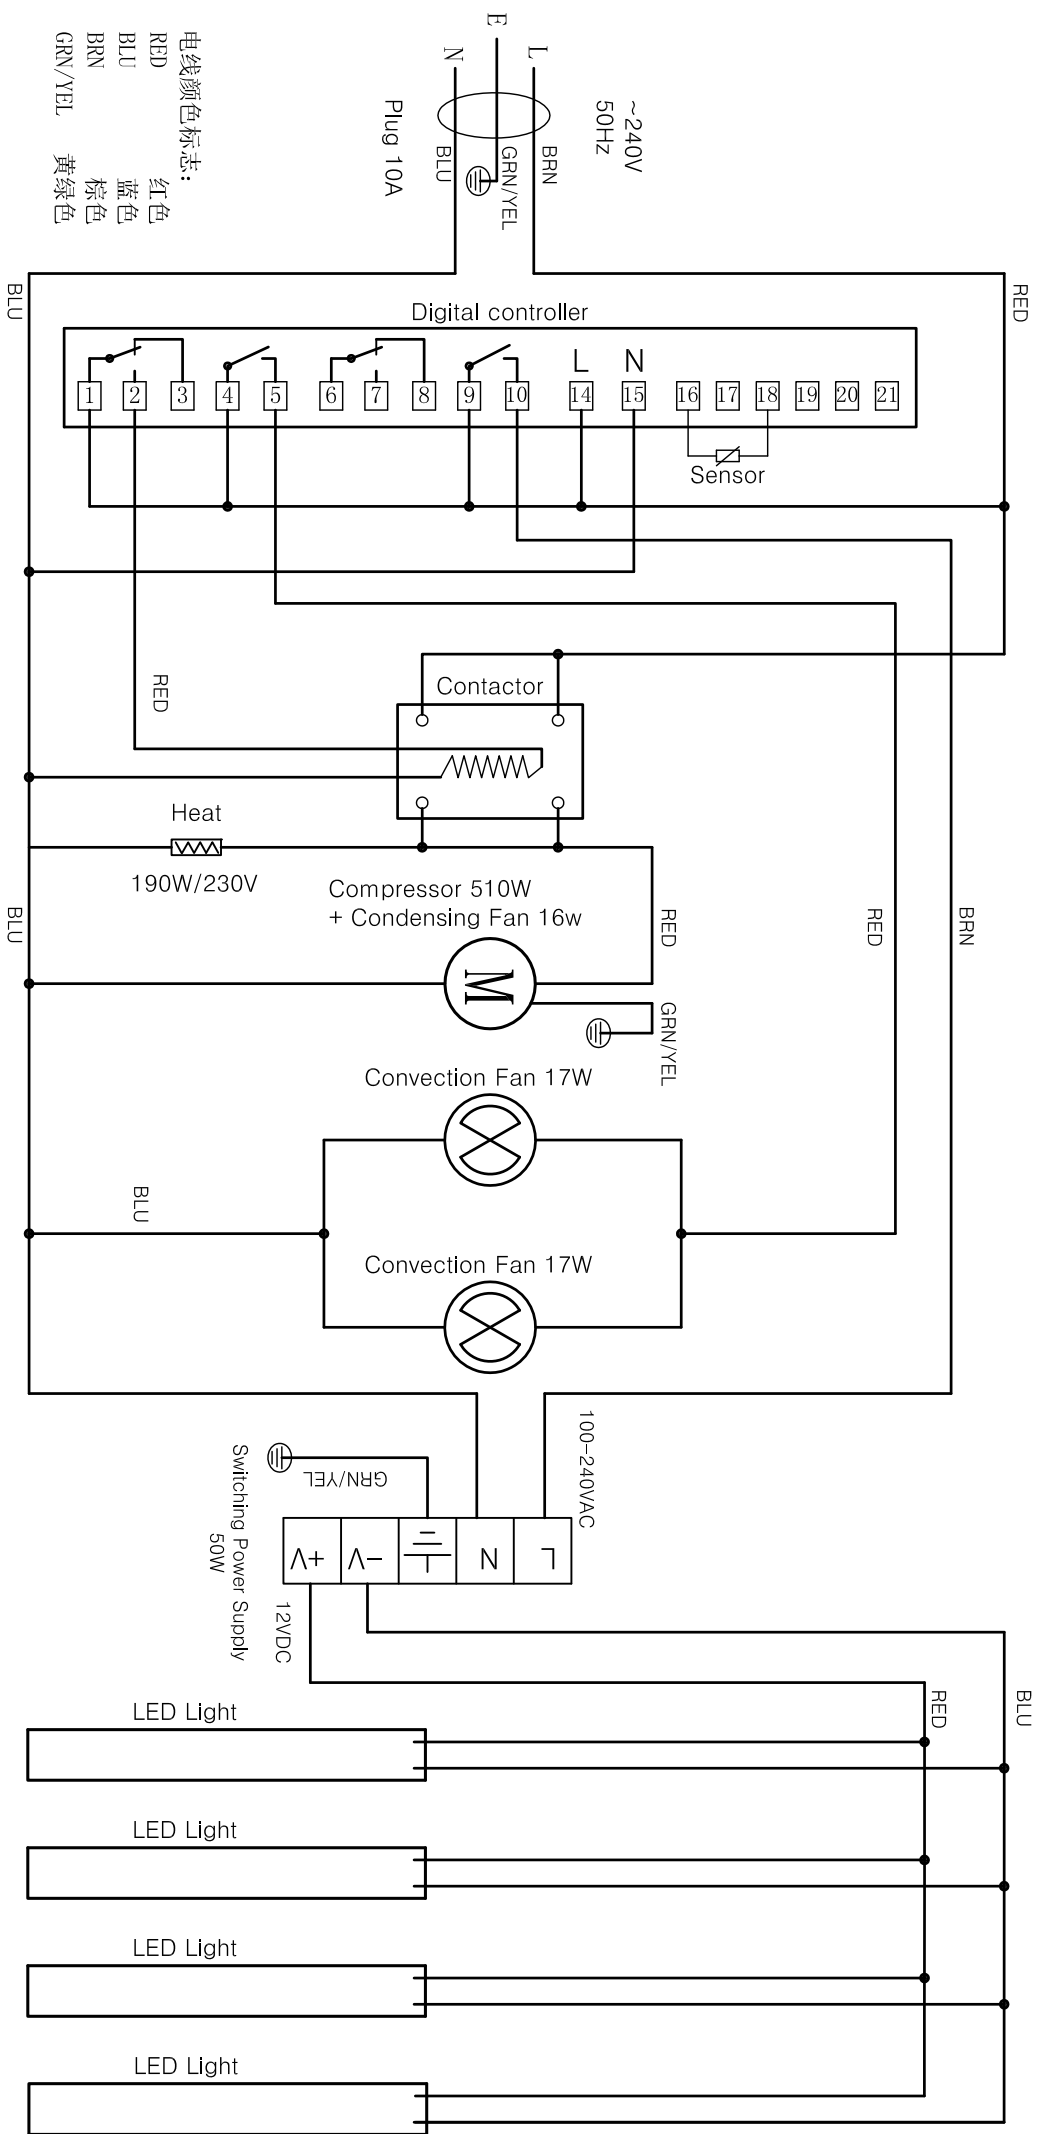 E
L
N
~240V
50Hz
Plug 10A
BRN
GRN/YEL
BLU
电线颜色标志:
RED 红色
BLU 蓝色
BRN 棕色
GRN/YEL 黄绿色
BLU
RED
Digital controller
L N
1 2 3 4 5 6 7 8 9 10 14 15 16 17 18 19 20 21
Sensor
RED
Contactor
Heat
190W/230V
Compressor 510W
+ Condensing Fan 16w
M
BLU
RED
RED
BRN
GRN/YEL
Convection Fan 17W
BLU
Convection Fan 17W
100-240VAC
GRN/YEL
Switching Power Supply
50W
V+ V- N L
12VDC
RED
BLU
LED Light
LED Light
LED Light
LED Light